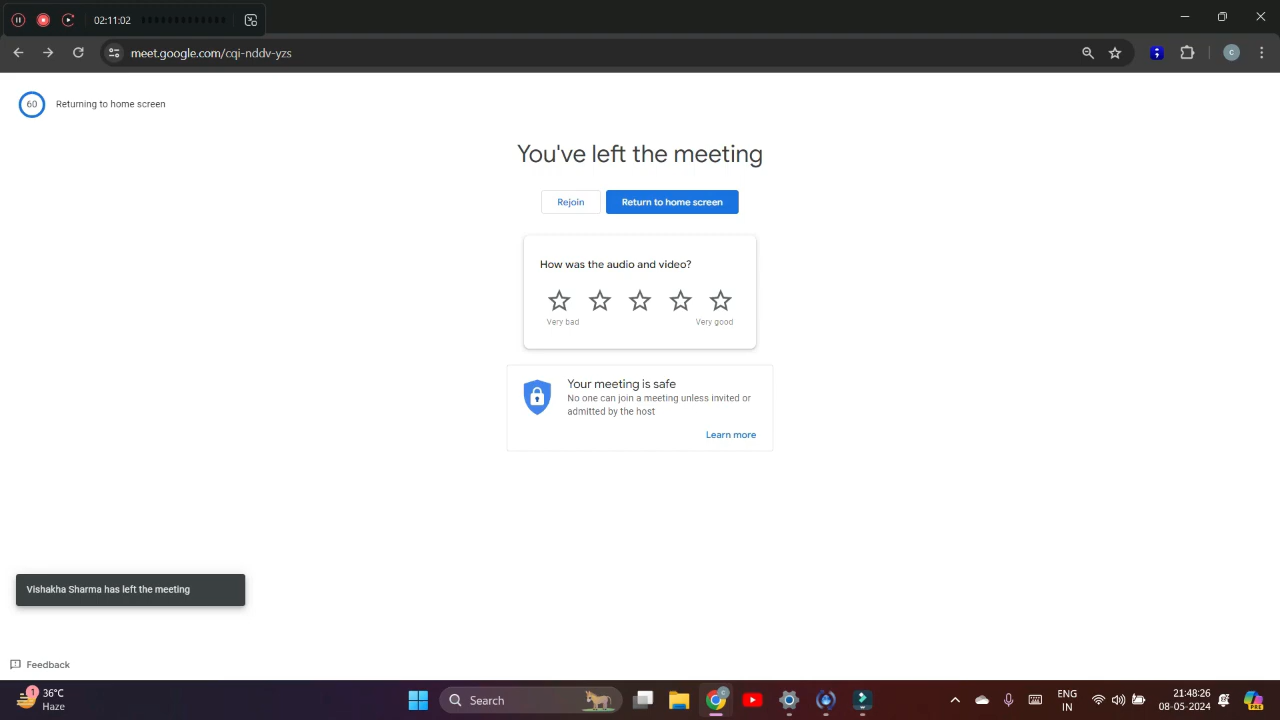 02:11:02
meet.google.com/cqi-nddv-yzs
C
60 Returning to home screen
You've left the meeting
Rejoin Return to home screen
How was the audio and video?
Very bad Very good
Your meeting is safe
No one can join a meeting unless invited or
admitted by the host
Learn more
Vishakha Sharma has left the meeting
Feedback
1 36°C
Haze
Search
ENG
IN
21:48:26
08-05-2024